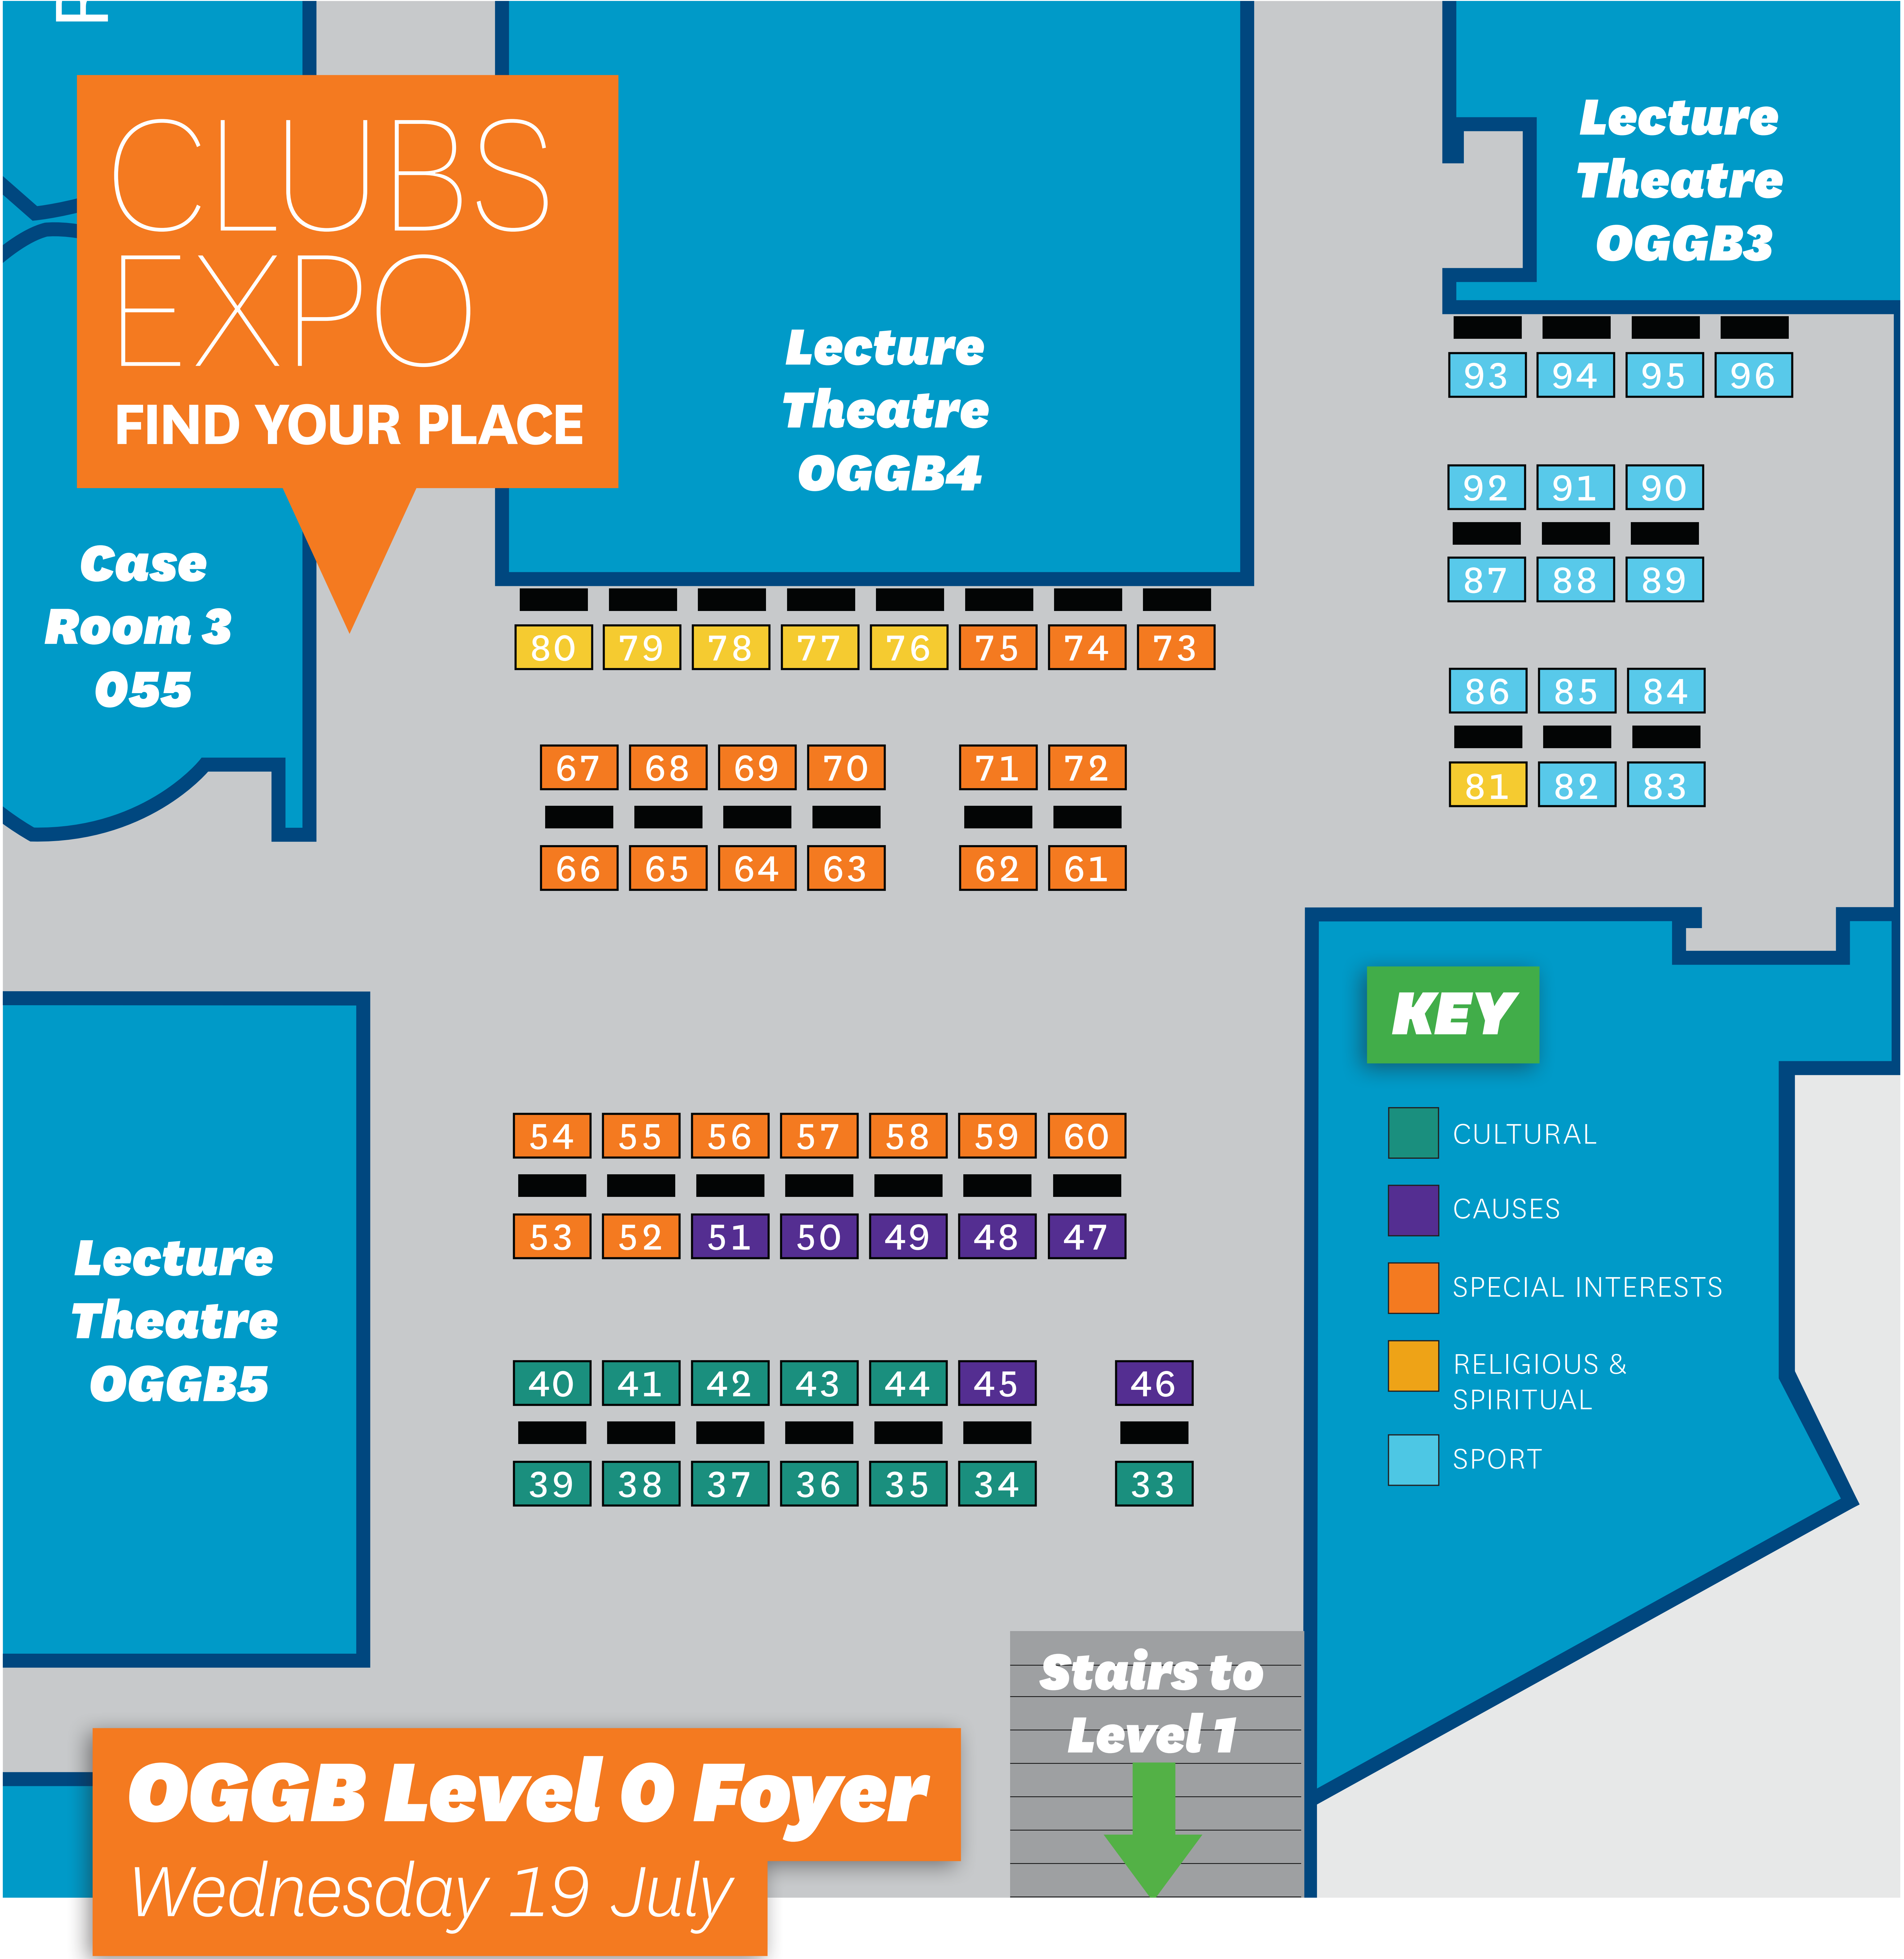 CLUBS
EXPO
FIND YOUR PLACE
Lecture
Theatre
OGGB4
Lecture
Theatre
OGGB3
Case
Room 3
055
93 94 95 96
92 91 90
87 88 89
86 85 84
81 82 83
80 79 78 77 76 75 74 73
67 68 69 70 71 72
66 65 64 63 62 61
54 55 56 57 58 59 60
53 52 51 50 49 48 47
40 41 42 43 44 45 46
39 38 37 36 35 34 33
Lecture
Theatre
OGGB5
KEY
CULTURAL
CAUSES
SPECIAL INTERESTS
RELIGIOUS &
SPIRITUAL
SPORT
Stairs to
Level 1
OGGB Level 0 Foyer
Wednesday 19 July